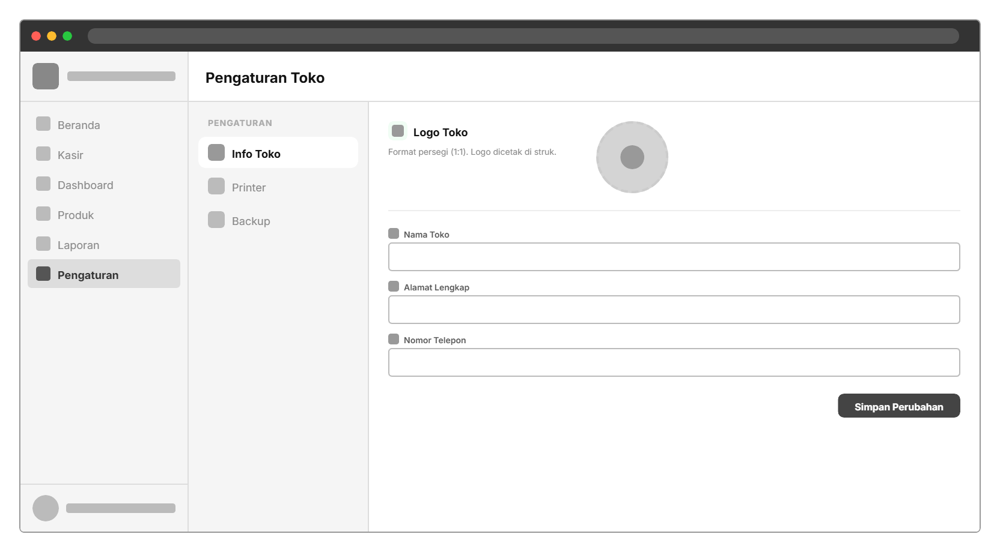 Pengaturan Toko
Beranda
Kasir
Dashboard
Produk
Laporan
Pengaturan
PENGATURAN
Info Toko
Printer
Backup
Logo Toko
Format persegi (1:1). Logo dicetak di struk.
Nama Toko
Alamat Lengkap
Nomor Telepon
Simpan Perubahan